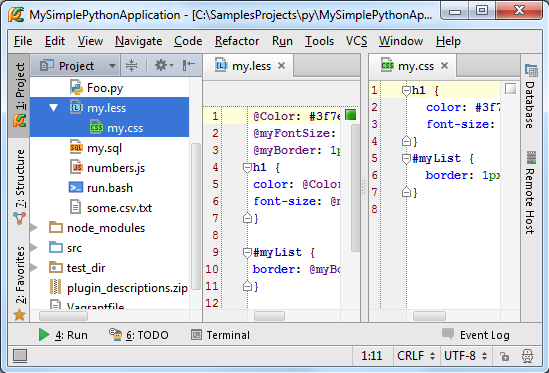 MySimplePythonApplication - [C:\SamplesProjects\py\MySimplePythonAp...
File Edit View Navigate Code Refactor Run Tools VCS Window Help
1: Project
7: Structure
2: Favorites
Project
Foo.py
my.less
my.css
my.sql
numbers.js
run.bash
some.csv.txt
node_modules
src
test_dir
plugin_descriptions.zip
Vagrantfile
my.less
1 @Color: #3f7e
2 @myFontSize:
3 @myBorder: 1p
4 h1 {
5 color: @Color
6 font-size: @m
7 }
8
9 #myList {
10 border: @myBo
11 }
12
my.css
1 h1 {
2 color: #3f7
3 font-size:
4 }
5 #myList {
6 border: 1px
7 }
8
Database
Remote Host
4: Run 6: TODO Terminal Event Log
1:11 CRLF UTF-8